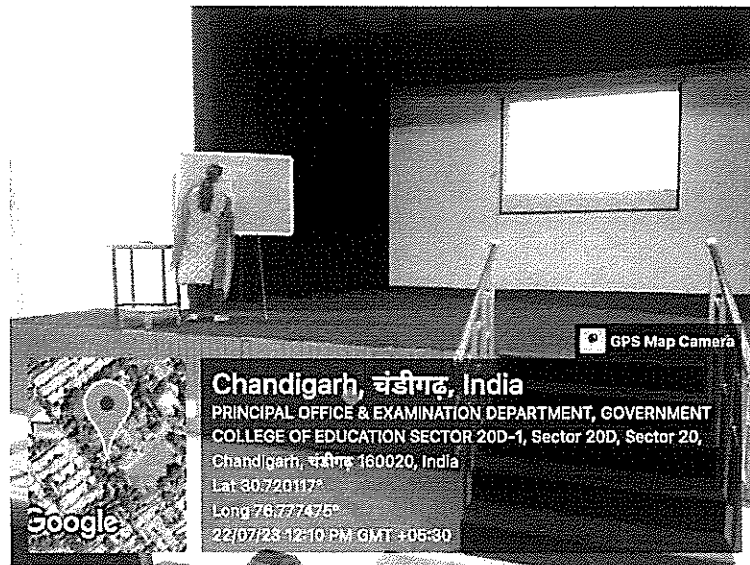 GPS Map Camera
Chandigarh, चंडीगढ़, India
PRINCIPAL OFFICE & EXAMINATION DEPARTMENT, GOVERNMENT
COLLEGE OF EDUCATION SECTOR 20D-1, Sector 20D, Sector 20,
Chandigarh, चंडीगढ़ 160020, India
Lat 30.720117°
Long 76.777475°
22/07/23 12:10 PM GMT +05:30
Google